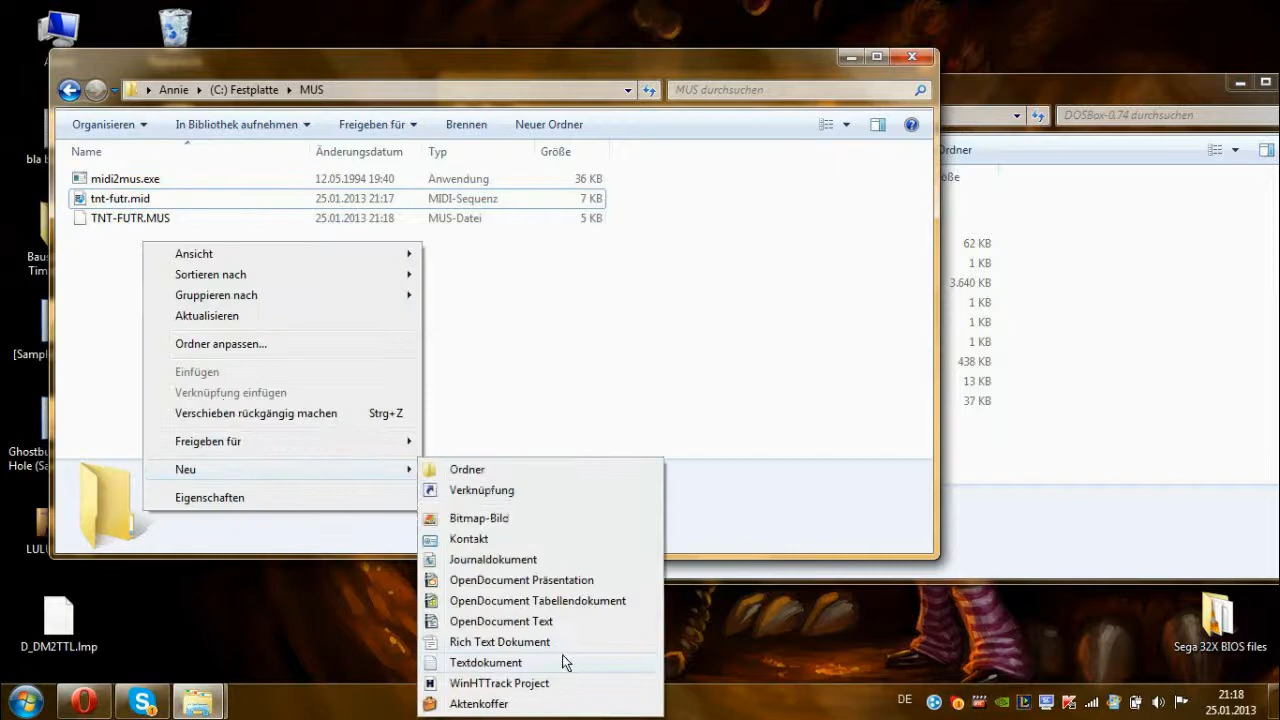 Annie
(C:) Festplatte
MUS
MUS durchsuchen
DOSBox-0.74 durchsuchen
Organisieren
In Bibliothek aufnehmen
Freigeben für
Brennen
Neuer Ordner
Ordner
Name
Änderungsdatum
Typ
Größe
öße
midi2mus.exe 12.05.1994 19:40 Anwendung 36 KB
tnt-futr.mid 25.01.2013 21:17 MIDI-Sequenz 7 KB
TNT-FUTR.MUS 25.01.2013 21:18 MUS-Datei 5 KB
62 KB
1 KB
3.640 KB
1 KB
1 KB
1 KB
438 KB
13 KB
37 KB
Ansicht
Sortieren nach
Gruppieren nach
Aktualisieren
Ordner anpassen...
Einfügen
Verknüpfung einfügen
Verschieben rückgängig machen Strg+Z
Freigeben für
Neu
Eigenschaften
Ordner
Verknüpfung
Bitmap-Bild
Kontakt
Journaldokument
OpenDocument Präsentation
OpenDocument Tabellendokument
OpenDocument Text
Rich Text Dokument
Textdokument
WinHTTrack Project
Aktenkoffer
bla b
Baus
Tim
[Sampl
Ghostbu
Hole (Sa
LULU
D_DM2TTL.lmp
Sega 32X BIOS files
DE
21:18
25.01.2013